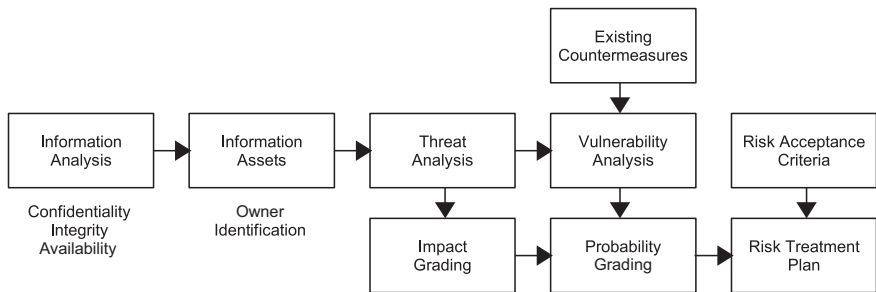 Existing
Countermeasures
Information
Analysis
Information
Assets
Threat
Analysis
Vulnerability
Analysis
Risk Acceptance
Criteria
Confidentiality
Integrity
Availability
Owner
Identification
Impact
Grading
Probability
Grading
Risk Treatment
Plan